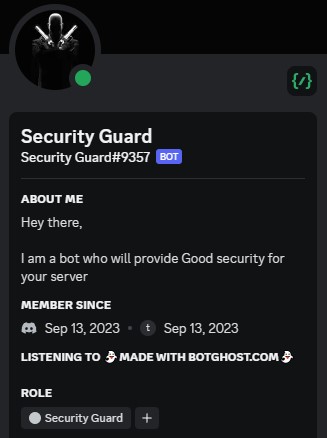 Security Guard
Security Guard#9357 BOT
ABOUT ME
Hey there,
I am a bot who will provide Good security for
your server
MEMBER SINCE
Sep 13, 2023 • t Sep 13, 2023
LISTENING TO 👻MADE WITH BOTGHOST.COM👻
ROLE
Security Guard +